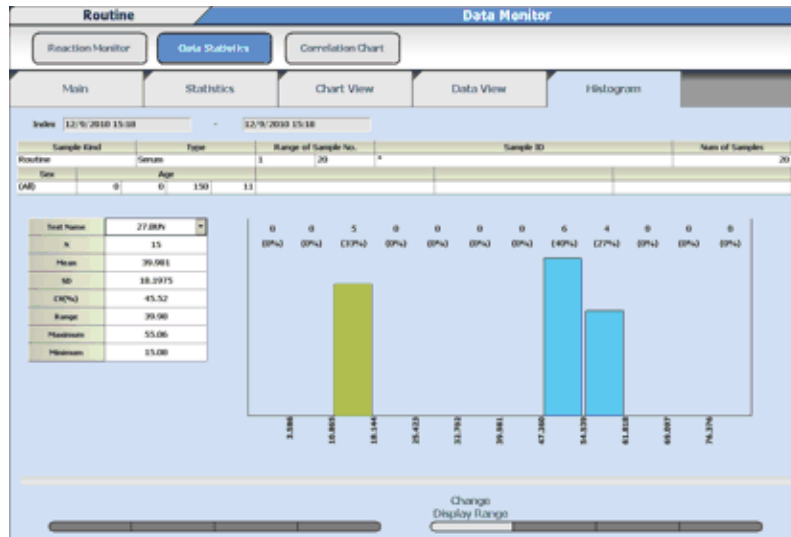 Routine Data Monitor
Reaction Monitor Data Statistics Correlation Chart
Main Statistics Chart View Data View Histogram
Index 12/9/2010 15:18 - 12/9/2010 15:18
Sample Kind Type Range of Sample No. Sample ID Num of Samples
Routine Serum 1 20 * 20
Sex Age
(All) 0 0 150 11
Test Name 27.BUN
N 15
Mean 39.981
SD 18.1975
CV(%) 45.52
Range 39.98
Maximum 55.06
Minimum 15.08
0 0 5 0 0 0 0 6 4 0 0 0
(0%) (0%) (33%) (0%) (0%) (0%) (0%) (40%) (27%) (0%) (0%) (0%)
3.586 10.865 18.144 25.423 32.702 39.981 47.260 54.539 61.818 69.097 76.376
Change
Display Range